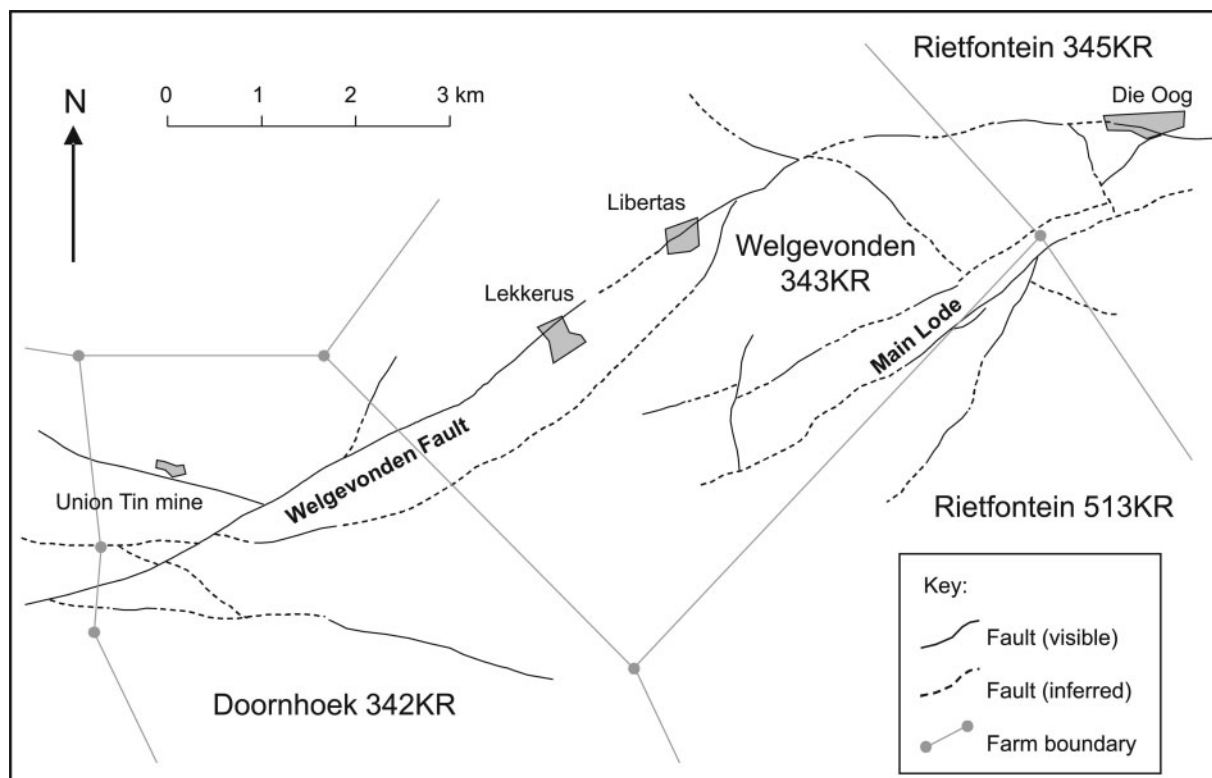 Rietfontein 345KR
N
0 1 2 3 km
Die Oog
Libertas
Welgevonden
343KR
Lekkerus
Main Lode
Welgevonden Fault
Union Tin mine
Rietfontein 513KR
Doornhoek 342KR
Key:
Fault (visible)
Fault (inferred)
Farm boundary